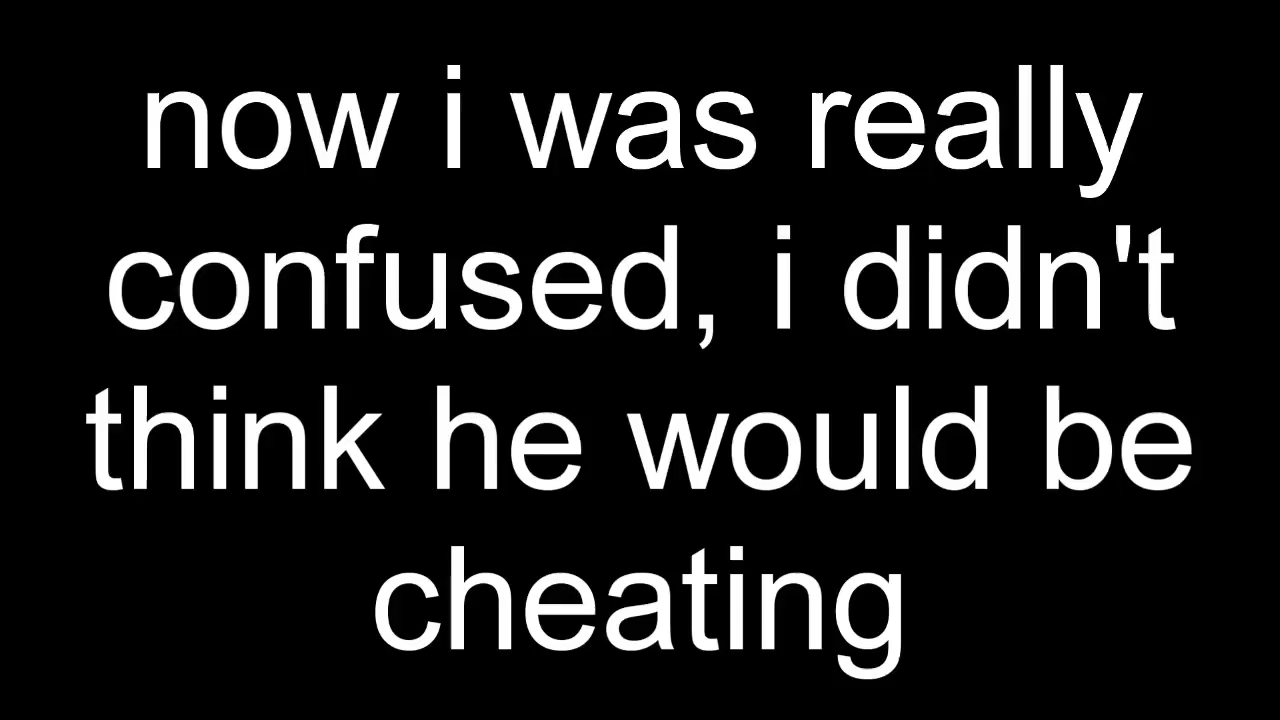 now i was really
confused, i didn't
think he would be
cheating